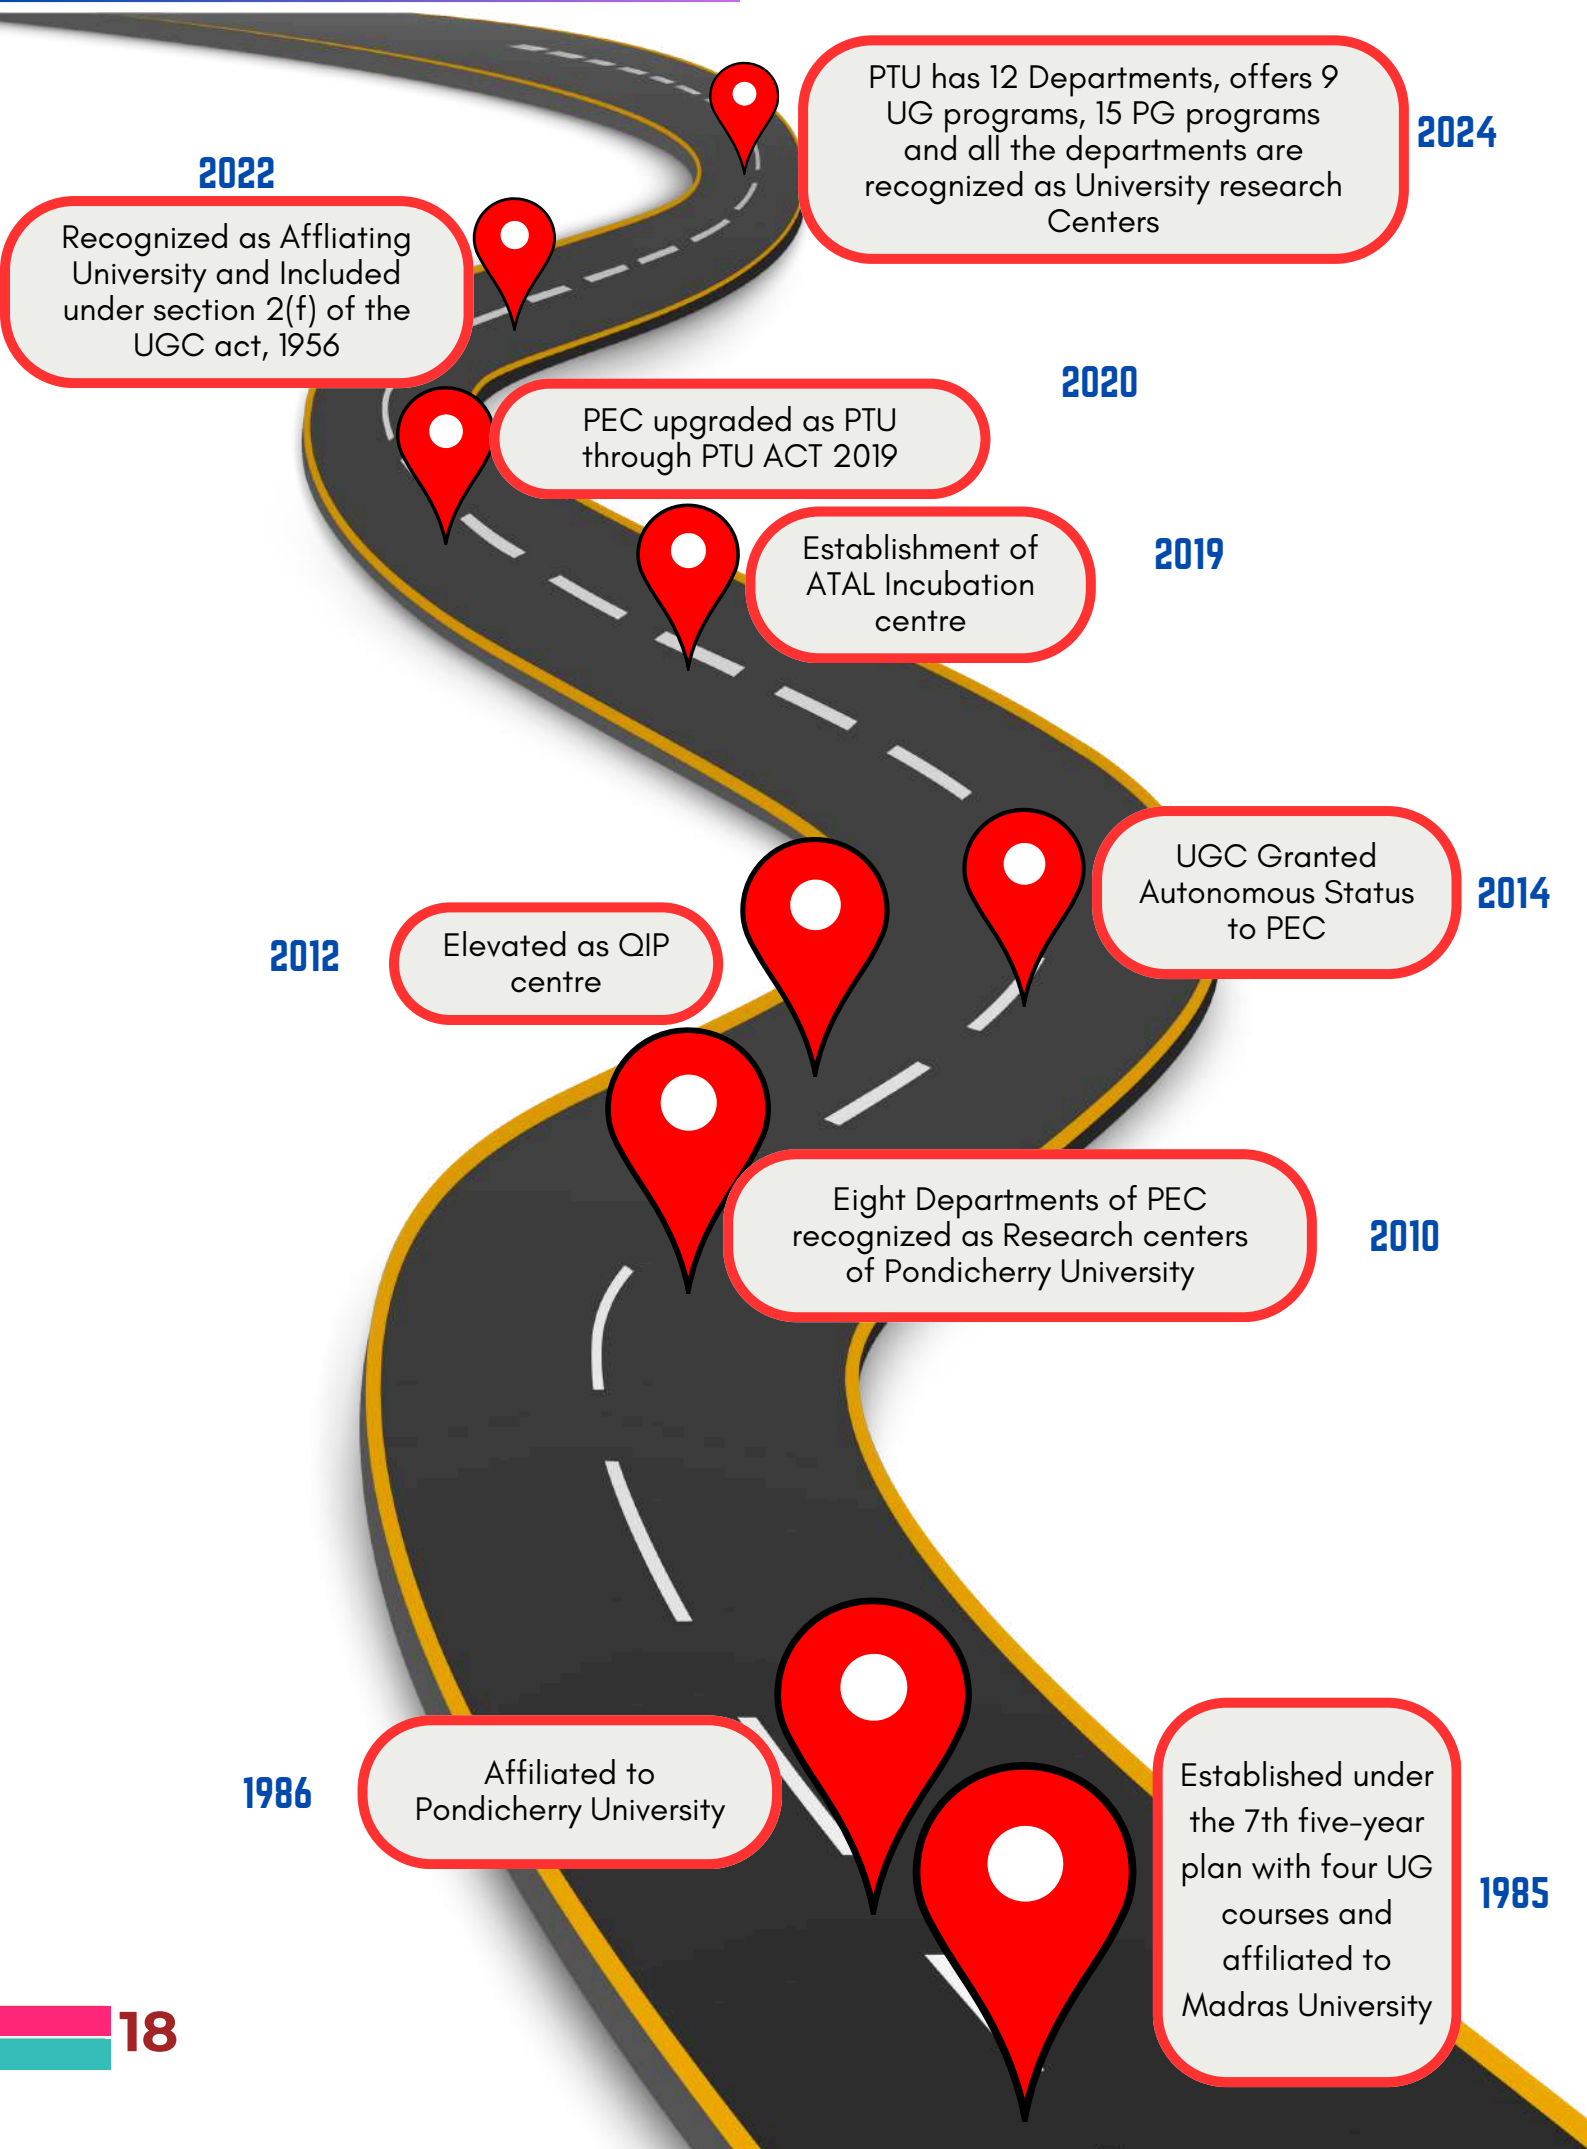 PTU has 12 Departments, offers 9
UG programs, 15 PG programs
and all the departments are
recognized as University research
Centers
2024
2022
Recognized as Affliating
University and Included
under section 2(f) of the
UGC act, 1956
2020
PEC upgraded as PTU
through PTU ACT 2019
Establishment of
ATAL Incubation
centre
2019
UGC Granted
Autonomous Status
to PEC
2014
2012
Elevated as QIP
centre
Eight Departments of PEC
recognized as Research centers
of Pondicherry University
2010
1986
Affiliated to
Pondicherry University
Established under
the 7th five-year
plan with four UG
courses and
affiliated to
Madras University
1985
18